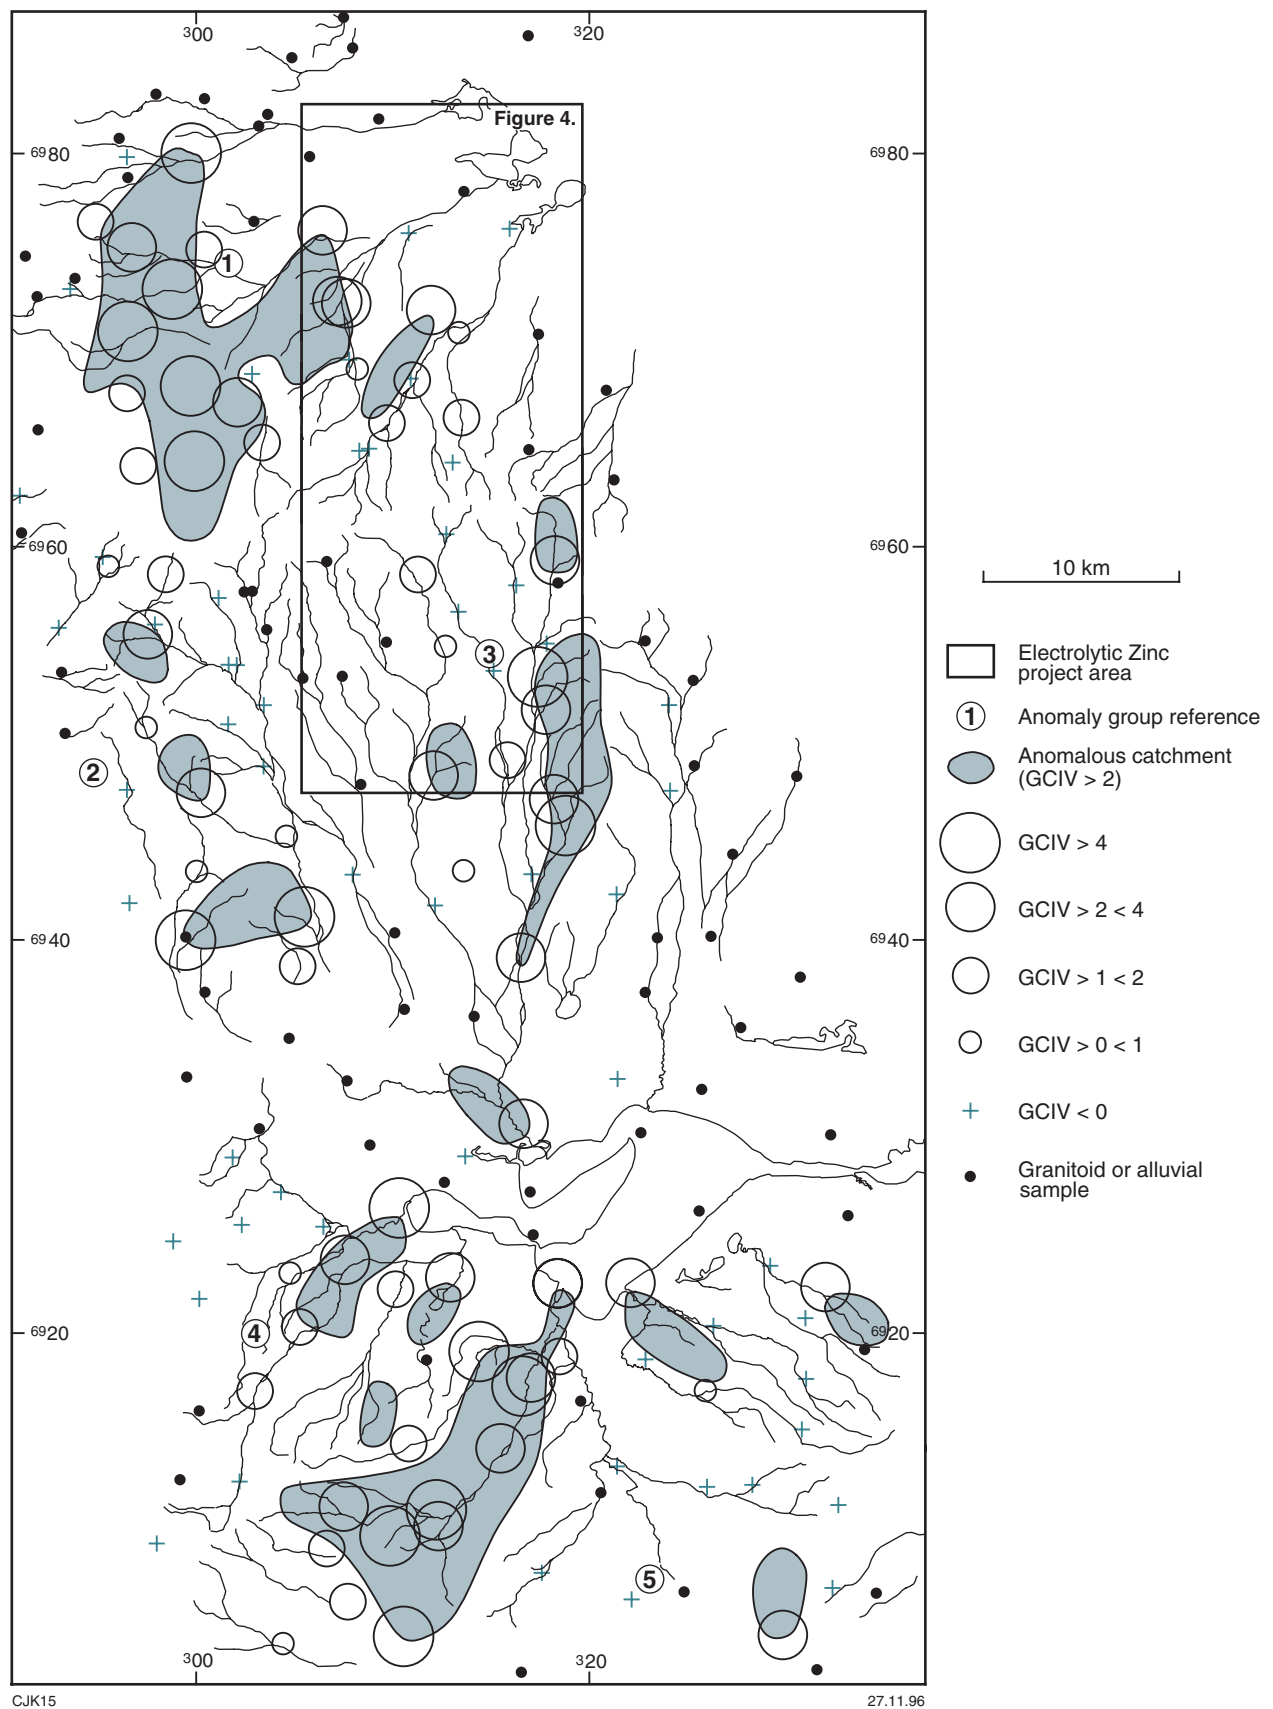 300 320
Figure 4.
6980 6980
1
6960 6960
3
2
6940 6940
4
6920 6920
5
300 320
10 km
Electrolytic Zinc
project area
1 Anomaly group reference
Anomalous catchment
(GCIV > 2)
GCIV > 4
GCIV > 2 < 4
GCIV > 1 < 2
GCIV > 0 < 1
GCIV < 0
Granitoid or alluvial
sample
CJK15 27.11.96